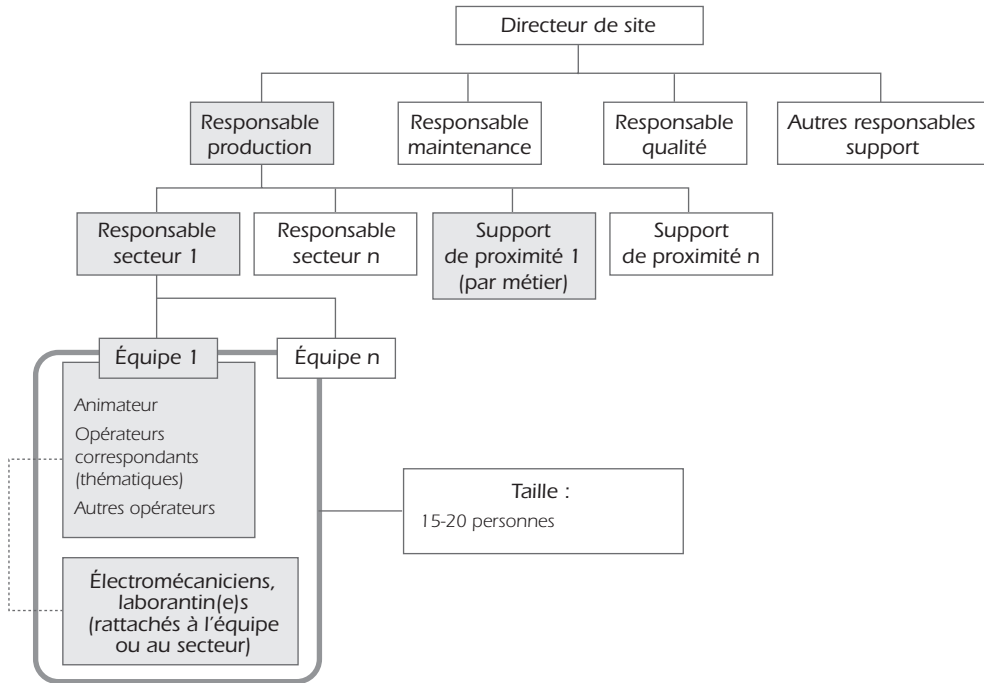 Directeur de site
Responsable
production
Responsable
maintenance
Responsable
qualité
Autres responsables
support
Responsable
secteur 1
Responsable
secteur n
Support
de proximité 1
(par métier)
Support
de proximité n
Équipe 1
Équipe n
Animateur
Opérateurs
correspondants
(thématiques)
Autres opérateurs
Taille :
15-20 personnes
Électromécaniciens,
laborantin(e)s
(rattachés à l'équipe
ou au secteur)